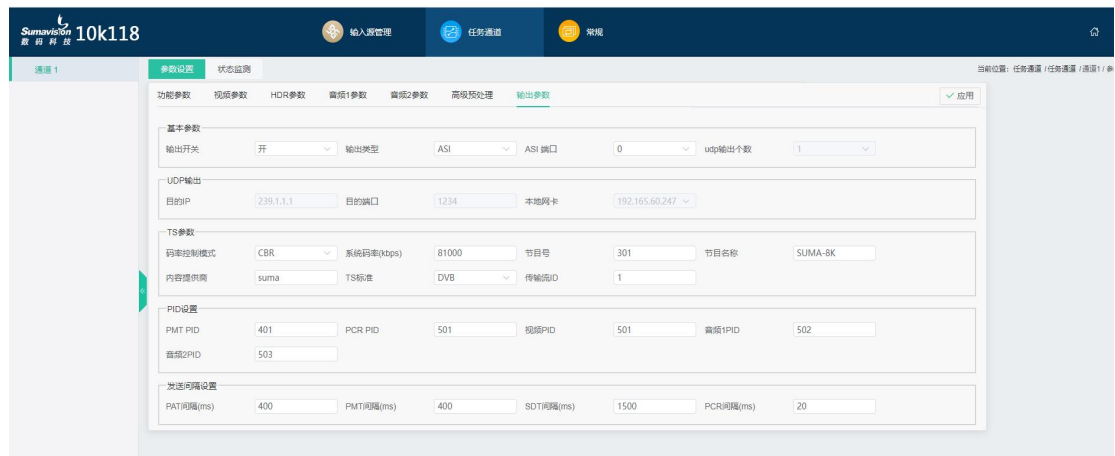 Sumavision 数码科技 10k118 输入源管理 任务通道 常规
通道 1 参数设置 状态监测 当前位置：任务通道 /任务通道 /通道1 /参
功能参数 视频参数 HDR参数 音频1参数 音频2参数 高级预处理 输出参数 应用
基本参数
输出开关 开 输出类型 ASI ASI 端口 0 udp输出个数 1
UDP输出
目的IP 239.1.1.1 目的端口 1234 本地网卡 192.165.60.247
TS参数
码率控制模式 CBR 系统码率(kbps) 81000 节目号 301 节目名称 SUMA-8K
内容提供商 suma TS标准 DVB 传输流ID 1
PID设置
PMT PID 401 PCR PID 501 视频PID 501 音频1PID 502
音频2PID 503
发送间隔设置
PAT间隔(ms) 400 PMT间隔(ms) 400 SDT间隔(ms) 1500 PCR间隔(ms) 20